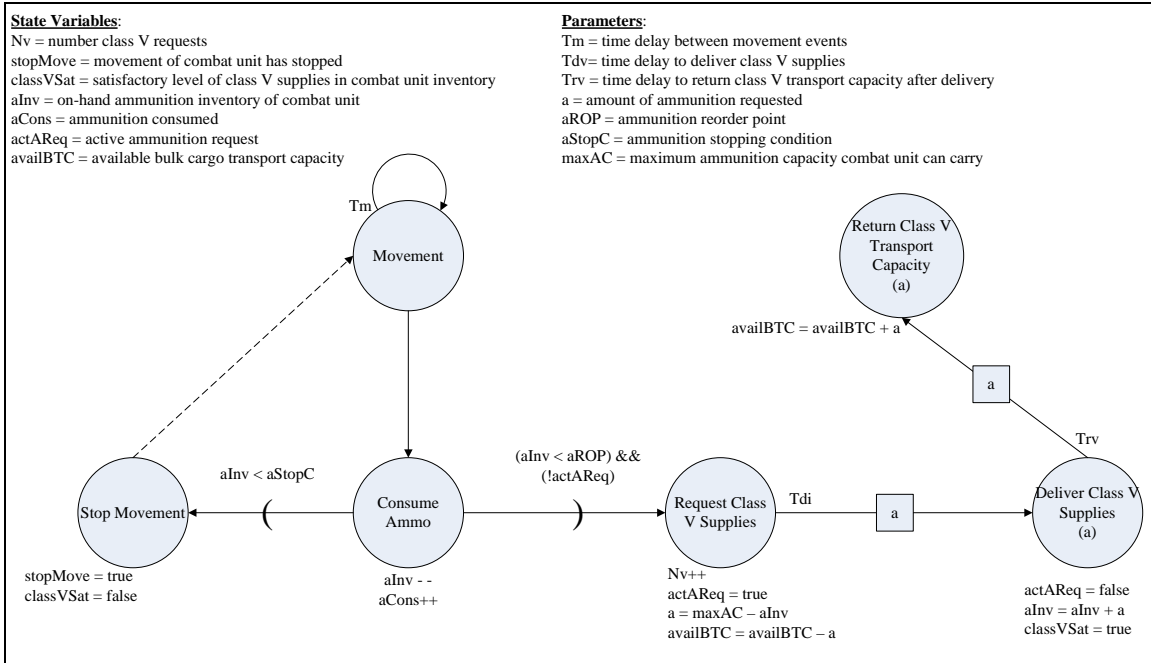 State Variables:
Nv = number class V requests
stopMove = movement of combat unit has stopped
classVSat = satisfactory level of class V supplies in combat unit inventory
aInv = on-hand ammunition inventory of combat unit
aCons = ammunition consumed
actAReq = active ammunition request
availBTC = available bulk cargo transport capacity
Parameters:
Tm = time delay between movement events
Tdv= time delay to deliver class V supplies
Trv = time delay to return class V transport capacity after delivery
a = amount of ammunition requested
aROP = ammunition reorder point
aStopC = ammunition stopping condition
maxAC = maximum ammunition capacity combat unit can carry
Tm
Movement
Return Class V
Transport
Capacity
(a)
availBTC = availBTC + a
a
Trv
aInv < aStopC
(aInv < aROP) &&
(!actAReq)
Stop Movement
(
Consume
Ammo
)
Request Class
V Supplies
Tdi
a
Deliver Class V
Supplies
(a)
stopMove = true
classVSat = false
aInv - -
aCons++
Nv++
actAReq = true
a = maxAC – aInv
availBTC = availBTC – a
actAReq = false
aInv = aInv + a
classVSat = true